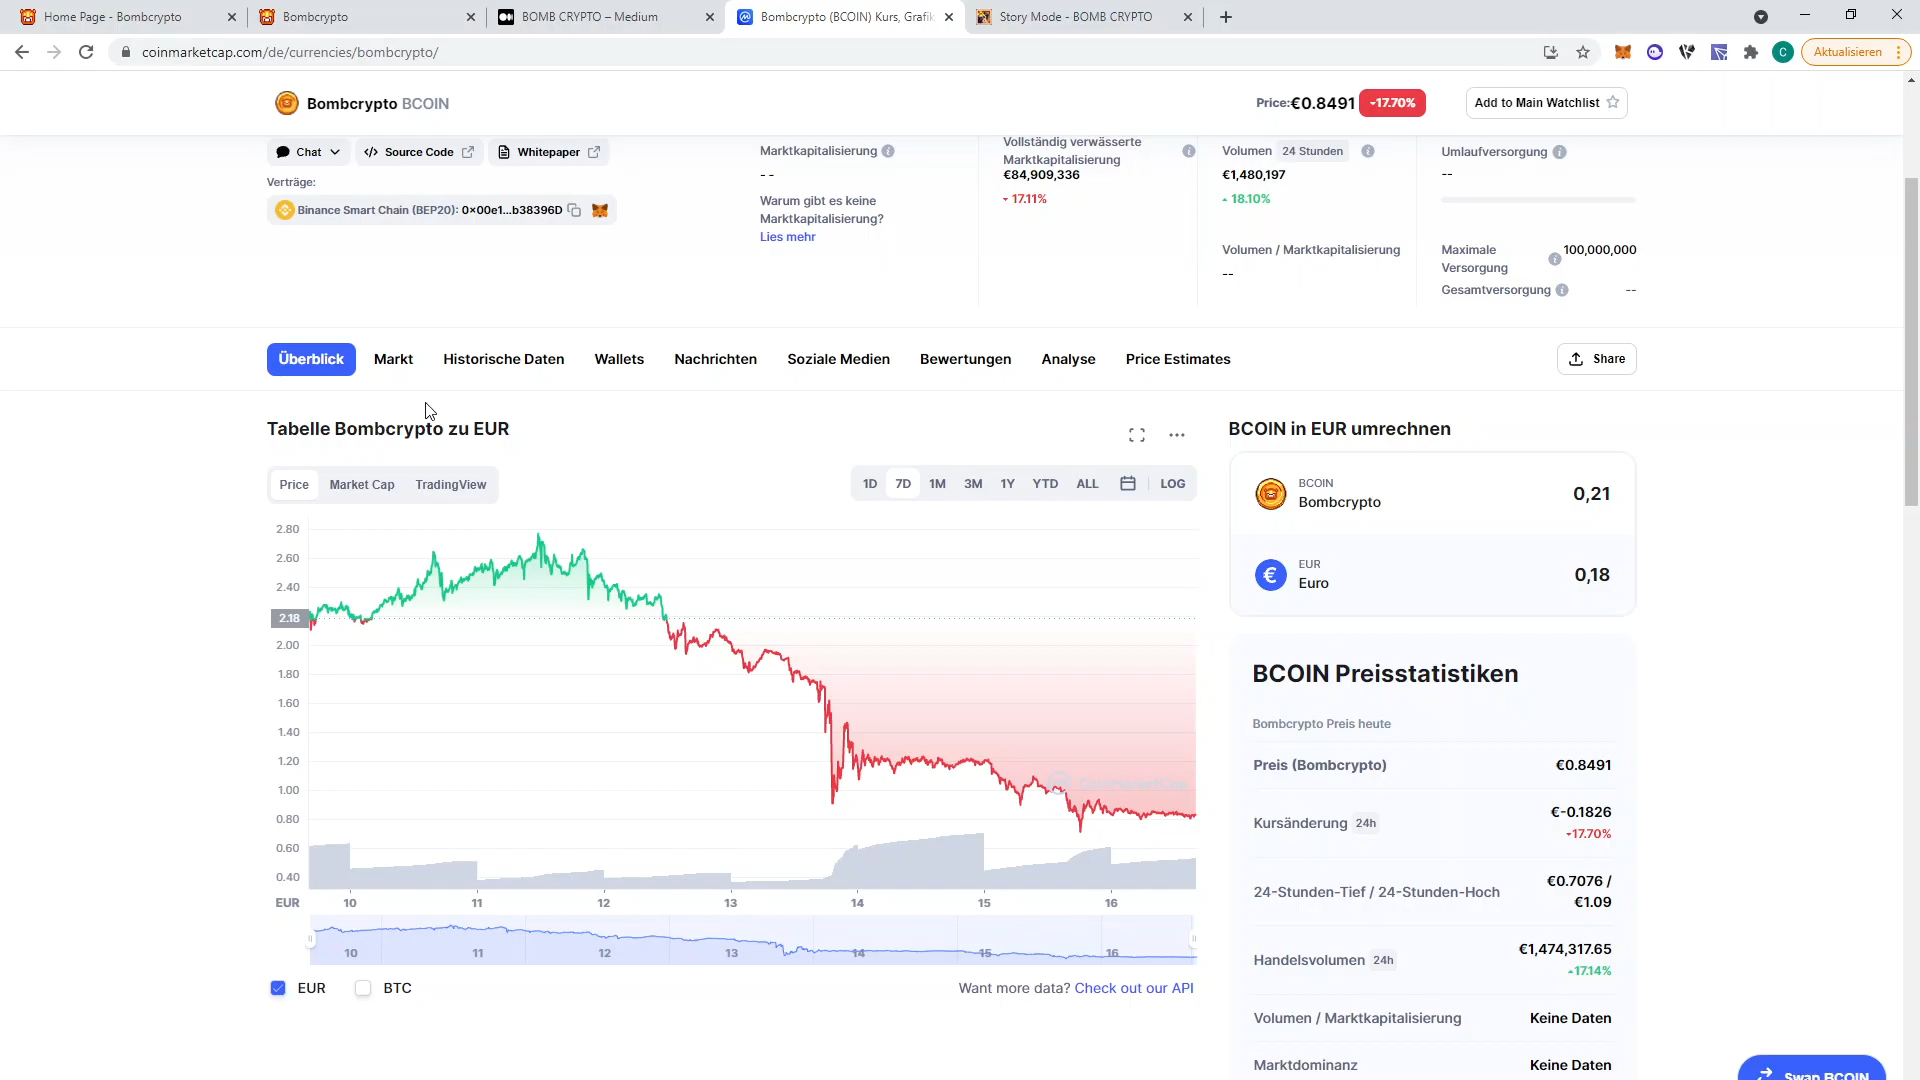 Home Page - Bombcrypto
Bombcrypto
BOMB CRYPTO – Medium
Bombcrypto (BCOIN) Kurs, Grafik
Story Mode - BOMB CRYPTO
coinmarketcap.com/de/currencies/bombcrypto/
C
Aktualisieren
Bombcrypto BCOIN
Price:€0.8491
-17.70%
Add to Main Watchlist
Chat
Source Code
Whitepaper
Verträge:
Binance Smart Chain (BEP20): 0x00e1...b38396D
Marktkapitalisierung
- -
Warum gibt es keine
Marktkapitalisierung?
Lies mehr
Vollständig verwässerte
Marktkapitalisierung
€84,909,336
17.11%
Volumen 24 Stunden
€1,480,197
18.10%
Volumen / Marktkapitalisierung
--
Umlaufversorgung
--
Maximale
Versorgung
100,000,000
Gesamtversorgung
--
Überblick
Markt
Historische Daten
Wallets
Nachrichten
Soziale Medien
Bewertungen
Analyse
Price Estimates
Share
Tabelle Bombcrypto zu EUR
Price
Market Cap
TradingView
1D
7D
1M
3M
1Y
YTD
ALL
LOG
2.80
2.60
2.40
2.18
2.00
1.80
1.60
1.40
1.20
1.00
0.80
0.60
0.40
EUR
10
11
12
13
14
15
16
10
11
12
13
14
15
16
EUR
BTC
Want more data? Check out our API
BCOIN in EUR umrechnen
BCOIN
Bombcrypto
0,21
EUR
Euro
0,18
BCOIN Preisstatistiken
Bombcrypto Preis heute
Preis (Bombcrypto)
€0.8491
Kursänderung 24h
€-0.1826
-17.70%
24-Stunden-Tief / 24-Stunden-Hoch
€0.7076 /
€1.09
Handelsvolumen 24h
€1,474,317.65
17.14%
Volumen / Marktkapitalisierung
Keine Daten
Marktdominanz
Keine Daten
Swap BCOIN